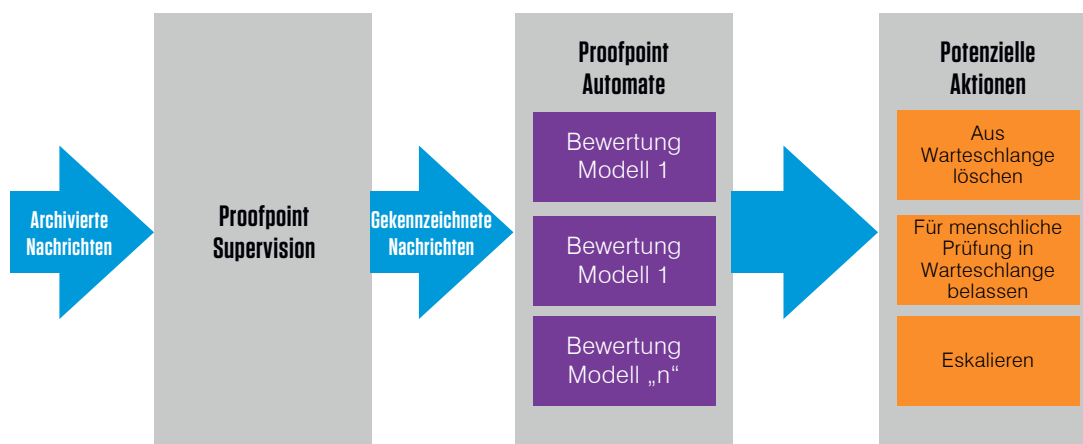 Archivierte
Nachrichten
Proofpoint
Supervision
Gekennzeichnete
Nachrichten
Proofpoint
Automate
Bewertung
Modell 1
Bewertung
Modell 1
Bewertung
Modell „n“
Potenzielle
Aktionen
Aus
Warteschlange
löschen
Für menschliche
Prüfung in
Warteschlange
belassen
Eskalieren